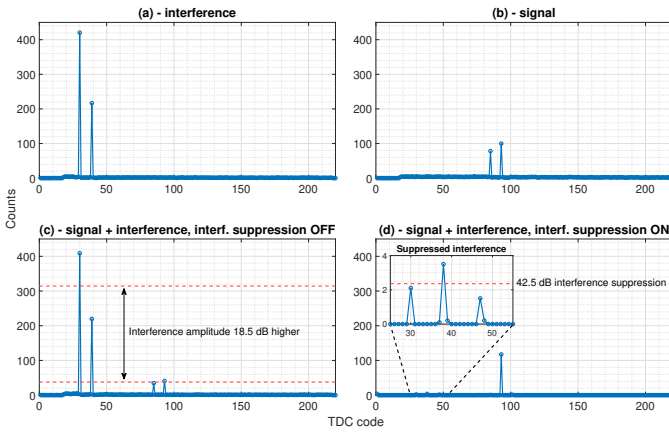 (a) - interference
(b) - signal
400
300
200
100
0
0 50 100 150 200
400
300
200
100
0
0 50 100 150 200
Counts
(c) - signal + interference, interf. suppression OFF
(d) - signal + interference, interf. suppression ON
400
300
200
100
0
0 50 100 150 200
Interference amplitude 18.5 dB higher
400
300
200
100
0
0 50 100 150 200
Suppressed interference
4
2
0
30 40 50
42.5 dB interference suppression
TDC code